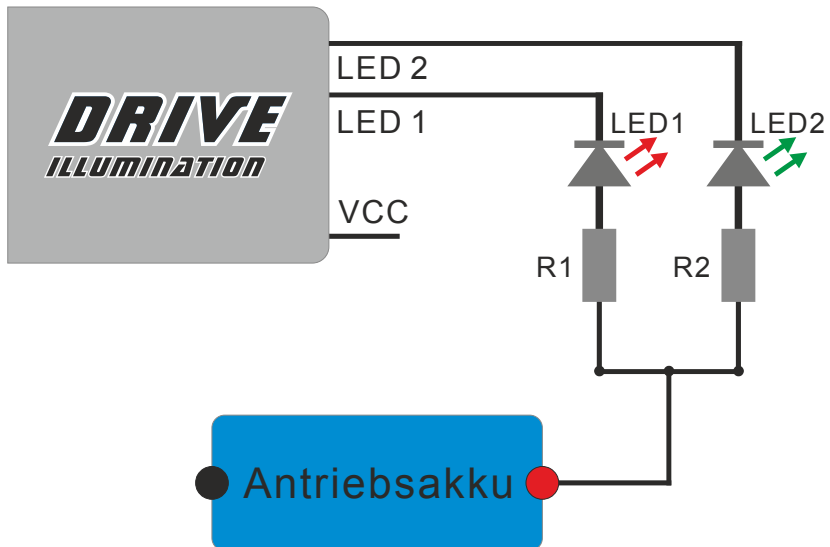 LED 2
DRIVE
ILLUMINATION
LED 1
LED1
LED2
VCC
R1
R2
Antriebsakku